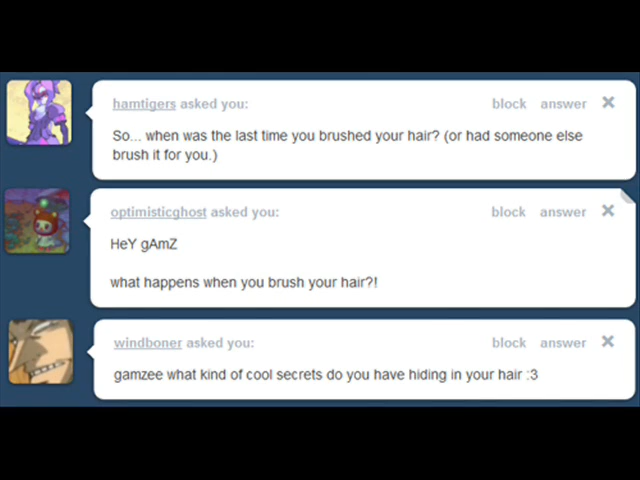 hamtigers asked you: block answer ✕
So... when was the last time you brushed your hair? (or had someone else
brush it for you.)
optimisticghost asked you: block answer ✕
HeY gAmZ
what happens when you brush your hair?!
windboner asked you: block answer ✕
gamzee what kind of cool secrets do you have hiding in your hair :3